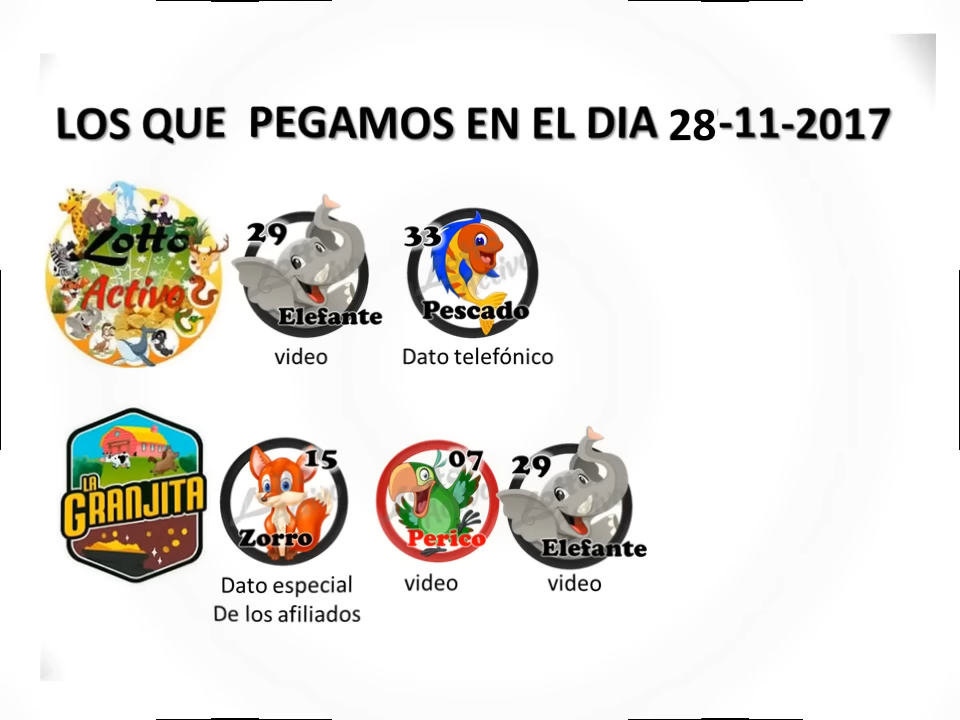 LOS QUE PEGAMOS EN EL DIA 28-11-2017
Lotto
Activo
29
Elefante
video
33
Pescado
Dato telefónico
LA
GRANJITA
15
Zorro
Dato especial
De los afiliados
07
Perico
video
29
Elefante
video